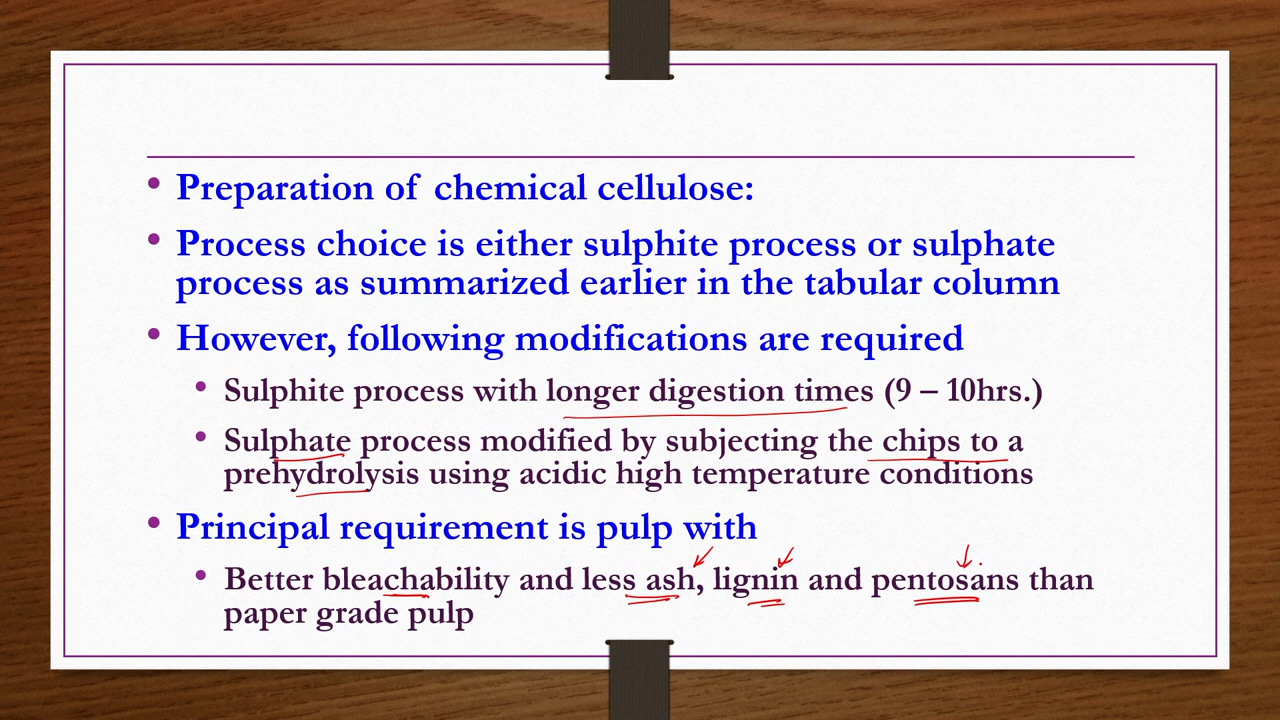 • Preparation of chemical cellulose:
• Process choice is either sulphite process or sulphate
process as summarized earlier in the tabular column
• However, following modifications are required
• Sulphite process with longer digestion times (9 – 10hrs.)
• Sulphate process modified by subjecting the chips to a
prehydrolysis using acidic high temperature conditions
• Principal requirement is pulp with
• Better bleachability and less ash, lignin and pentosans than
paper grade pulp